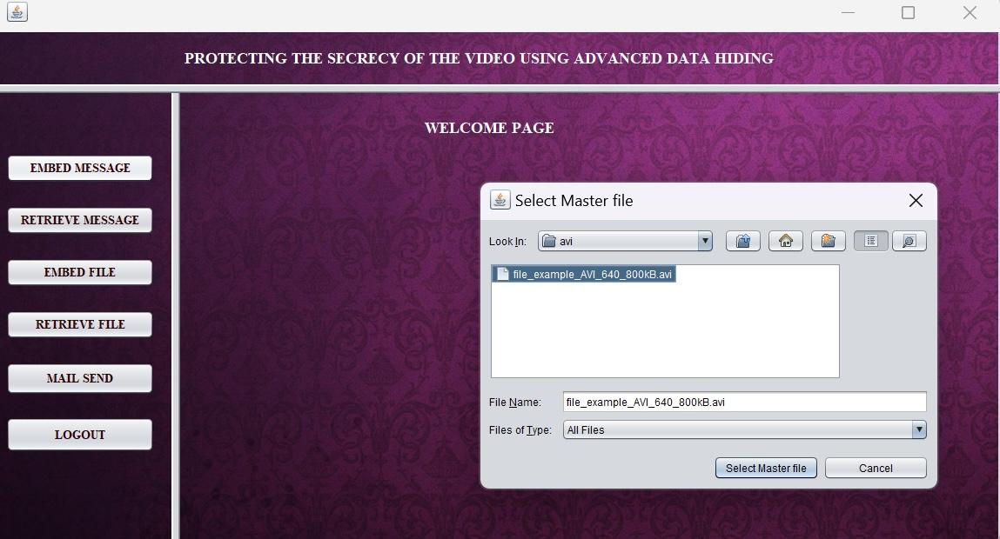 PROTECTING THE SECRECY OF THE VIDEO USING ADVANCED DATA HIDING
WELCOME PAGE
EMBED MESSAGE
RETRIEVE MESSAGE
EMBED FILE
RETRIEVE FILE
MAIL SEND
LOGOUT
Select Master file
Look In: avi
file_example_AVI_640_800kB.avi
File Name: file_example_AVI_640_800kB.avi
Files of Type: All Files
Select Master file Cancel